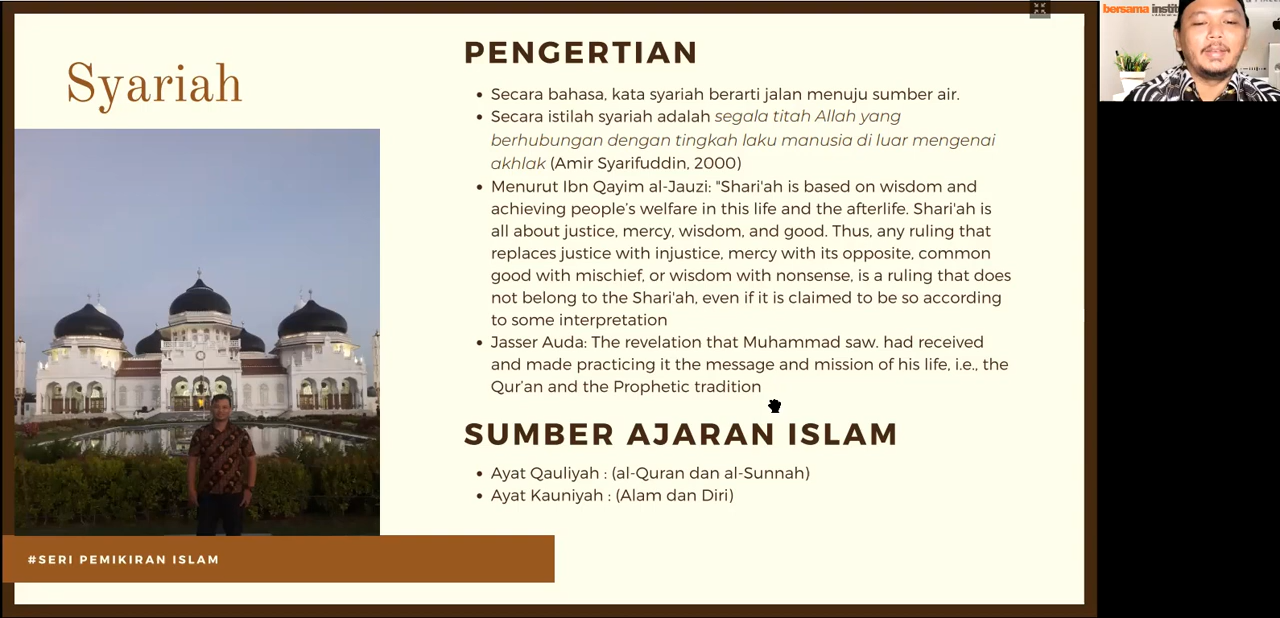 Syariah
PENGERTIAN
• Secara bahasa, kata syariah berarti jalan menuju sumber air.
• Secara istilah syariah adalah segala titah Allah yang
berhubungan dengan tingkah laku manusia di luar mengenai
akhlak (Amir Syarifuddin, 2000)
• Menurut Ibn Qayim al-Jauzi: "Shari'ah is based on wisdom and
achieving people’s welfare in this life and the afterlife. Shari'ah is
all about justice, mercy, wisdom, and good. Thus, any ruling that
replaces justice with injustice, mercy with its opposite, common
good with mischief, or wisdom with nonsense, is a ruling that does
not belong to the Shari'ah, even if it is claimed to be so according
to some interpretation
• Jasser Auda: The revelation that Muhammad saw. had received
and made practicing it the message and mission of his life, i.e., the
Qur’an and the Prophetic tradition
SUMBER AJARAN ISLAM
• Ayat Qauliyah : (al-Quran dan al-Sunnah)
• Ayat Kauniyah : (Alam dan Diri)
#SERI PEMIKIRAN ISLAM
bersama